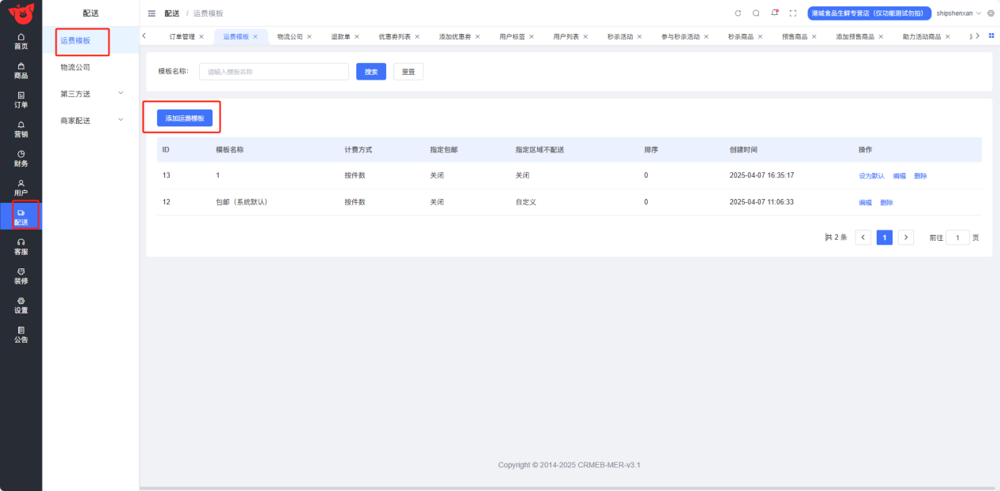 首页
商品
订单
营销
财务
用户
配送
客服
装修
设置
公告
配送
运费模板
物流公司
第三方送
商家配送
配送 / 运费模板
港城食品生鲜专营店（仅功能测试勿拍） shipshenxan
订单管理 运费模板 物流公司 退款单 优惠券列表 添加优惠券 用户标签 用户列表 秒杀活动 参与秒杀活动 秒杀商品 预售商品 添加预售商品 助力活动商品
模板名称: 请输入模板名称 搜索 重置
添加运费模板
ID 模板名称 计费方式 指定包邮 指定区域不配送 排序 创建时间 操作
13 1 按件数 关闭 关闭 0 2025-04-07 16:35:17 设为默认 编辑 删除
12 包邮（系统默认） 按件数 关闭 自定义 0 2025-04-07 11:06:33 编辑 删除
共 2 条 1 前往 1 页
Copyright © 2014-2025 CRMEB-MER-v3.1